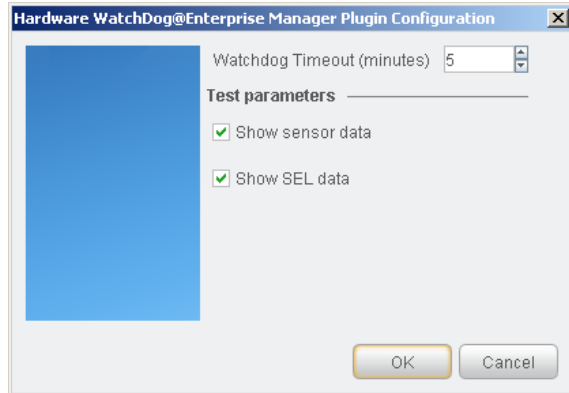 Hardware WatchDog@Enterprise Manager Plugin Configuration
Watchdog Timeout (minutes) 5
Test parameters
Show sensor data
Show SEL data
OK Cancel